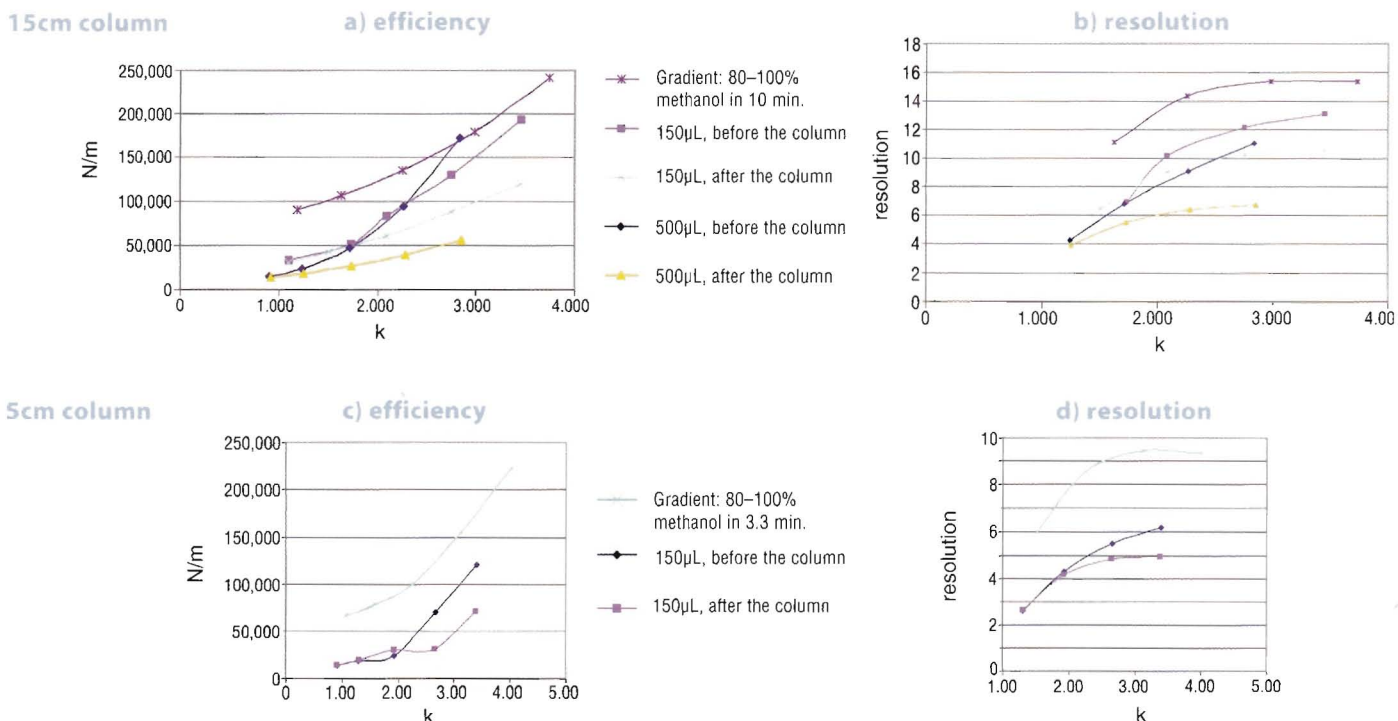 15cm column
a) efficiency
b) resolution
250,000
200,000
150,000
100,000
50,000
0
N/m
0
1.000
2.000
3.000
4.000
k
Gradient: 80–100%
methanol in 10 min.
150µL, before the column
150µL, after the column
500µL, before the column
500µL, after the column
18
16
14
12
10
8
6
4
2
0
resolution
0
1.000
2.000
3.000
4.00
k
5cm column
c) efficiency
d) resolution
250,000
200,000
150,000
100,000
50,000
0
N/m
0
1.00
2.00
3.00
4.00
5.00
k
Gradient: 80–100%
methanol in 3.3 min.
150µL, before the column
150µL, after the column
10
8
6
4
2
0
resolution
1.00
2.00
3.00
4.00
5.00
k